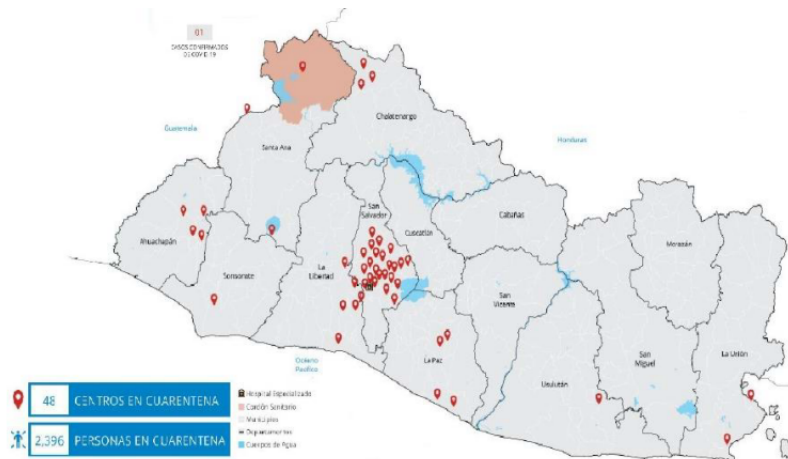 01
CASOS CONFIRMADOS
DE COVID-19
Guatemala
Chalatenango
Honduras
Santa Ana
San
Salvador
Cabañas
Cuscatlán
Morazán
Ahuachapán
La
Libertad
Sonsonate
San
Vicente
San
Miguel
La Unión
La Paz
Océano
Pacífico
Usulután
48 CENTROS EN CUARENTENA
2,396 PERSONAS EN CUARENTENA
Hospital Especializado
Cordón Sanitario
Municipios
Departamentos
Cuerpos de Agua